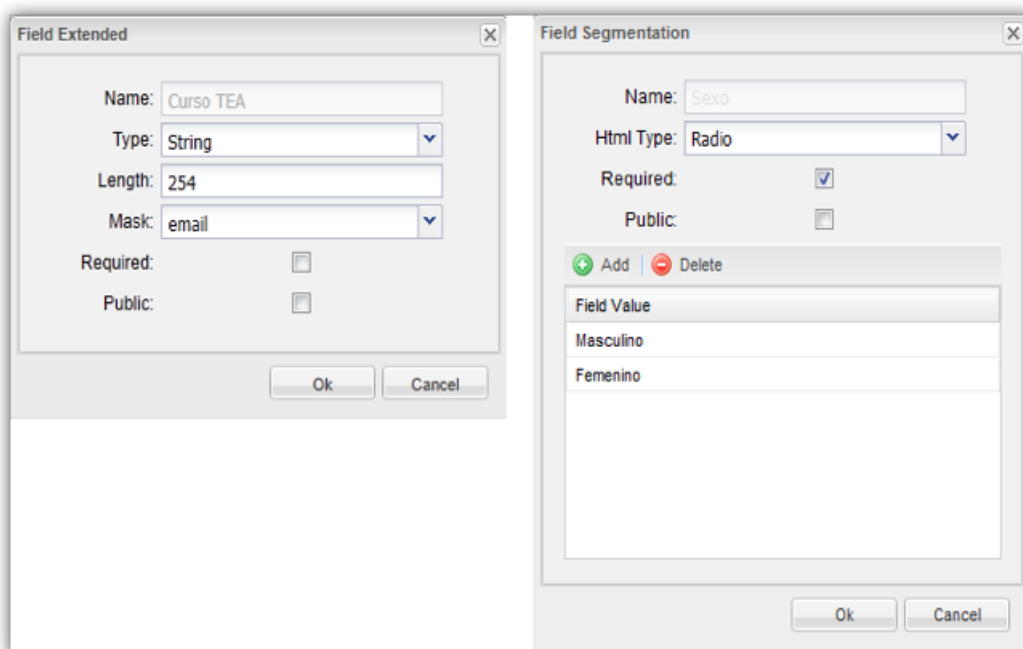 Field Extended
Name: Curso TEA
Type: String
Length: 254
Mask: email
Required:
Public:
Ok Cancel
Field Segmentation
Name: Sexo
Html Type: Radio
Required:
Public:
Add Delete
Field Value
Masculino
Femenino
Ok Cancel